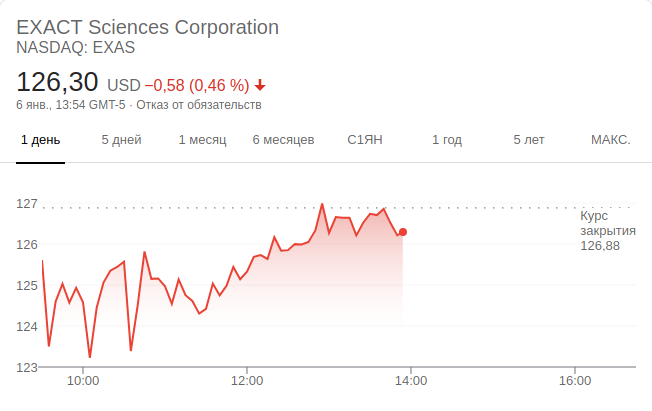 EXACT Sciences Corporation
NASDAQ: EXAS
126,30 USD −0,58 (0,46 %)
6 янв., 13:54 GMT-5 · Отказ от обязательств
1 день 5 дней 1 месяц 6 месяцев С1ЯН 1 год 5 лет МАКС.
127
126
125
124
123
Курс
закрытия
126,88
10:00 12:00 14:00 16:00